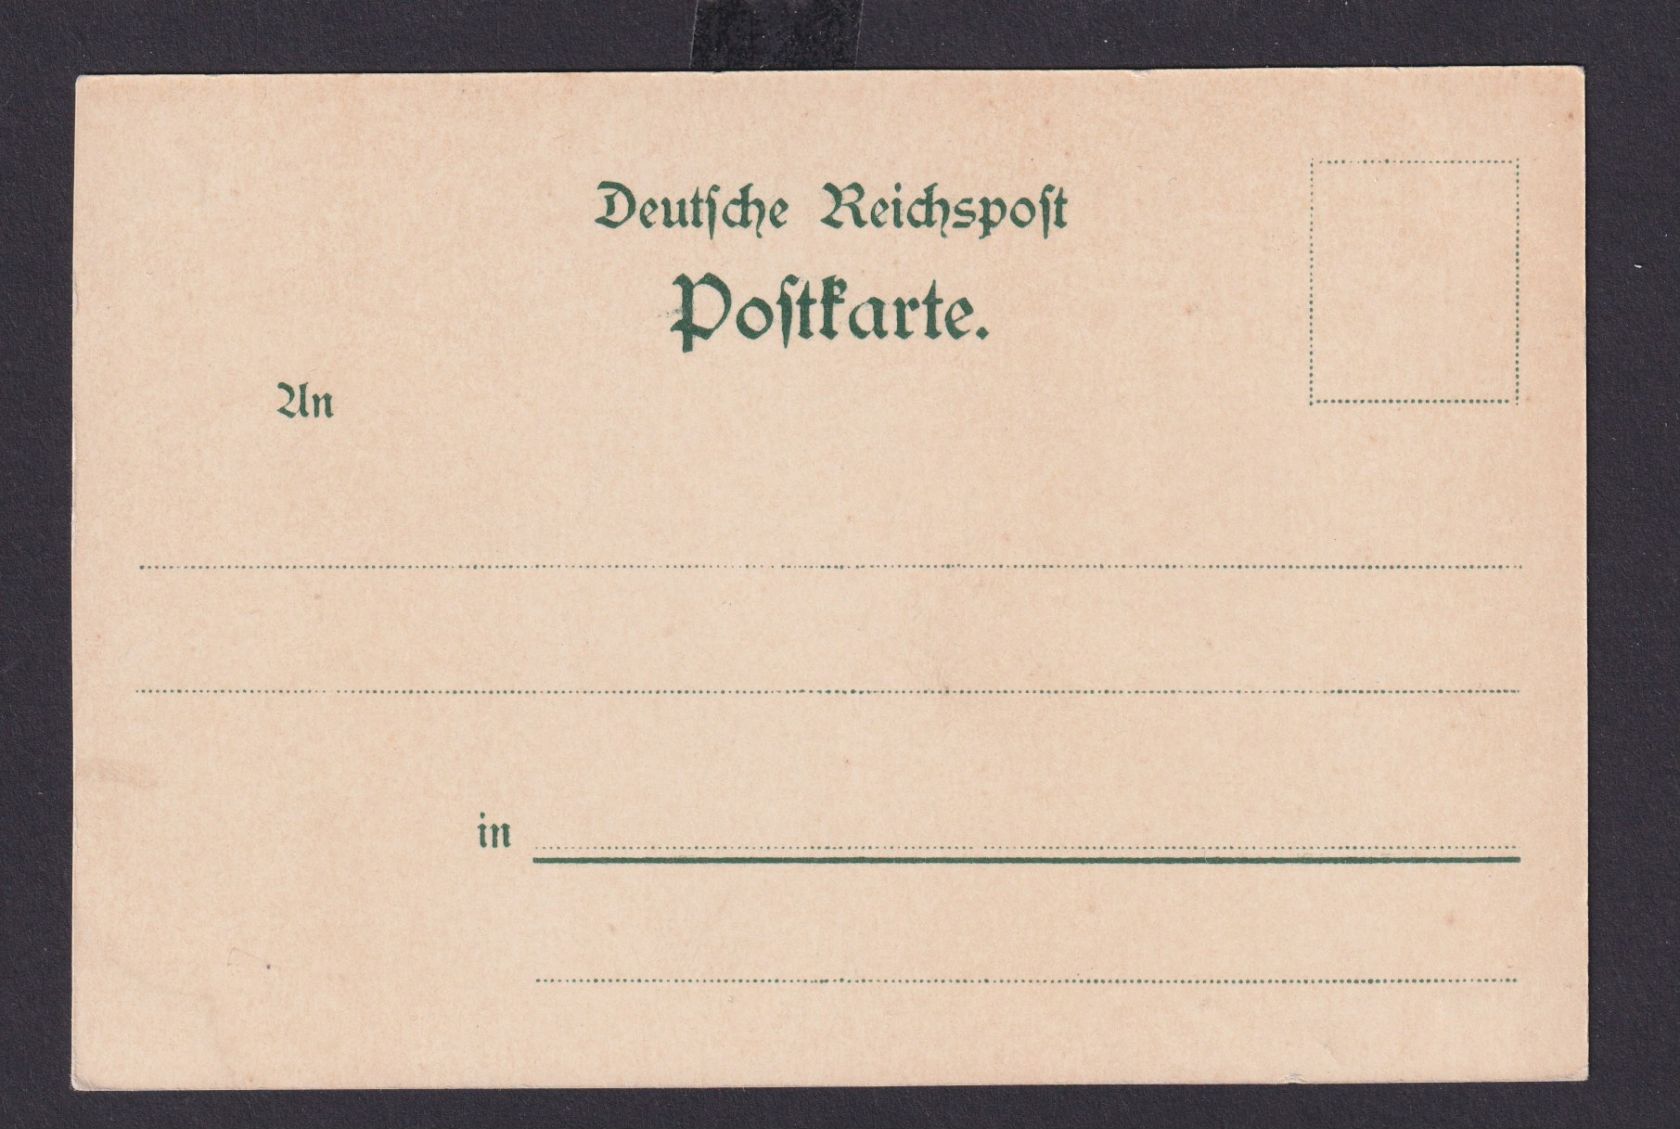 Deutſche Reichspoſt
Poſtkarte.
An
in